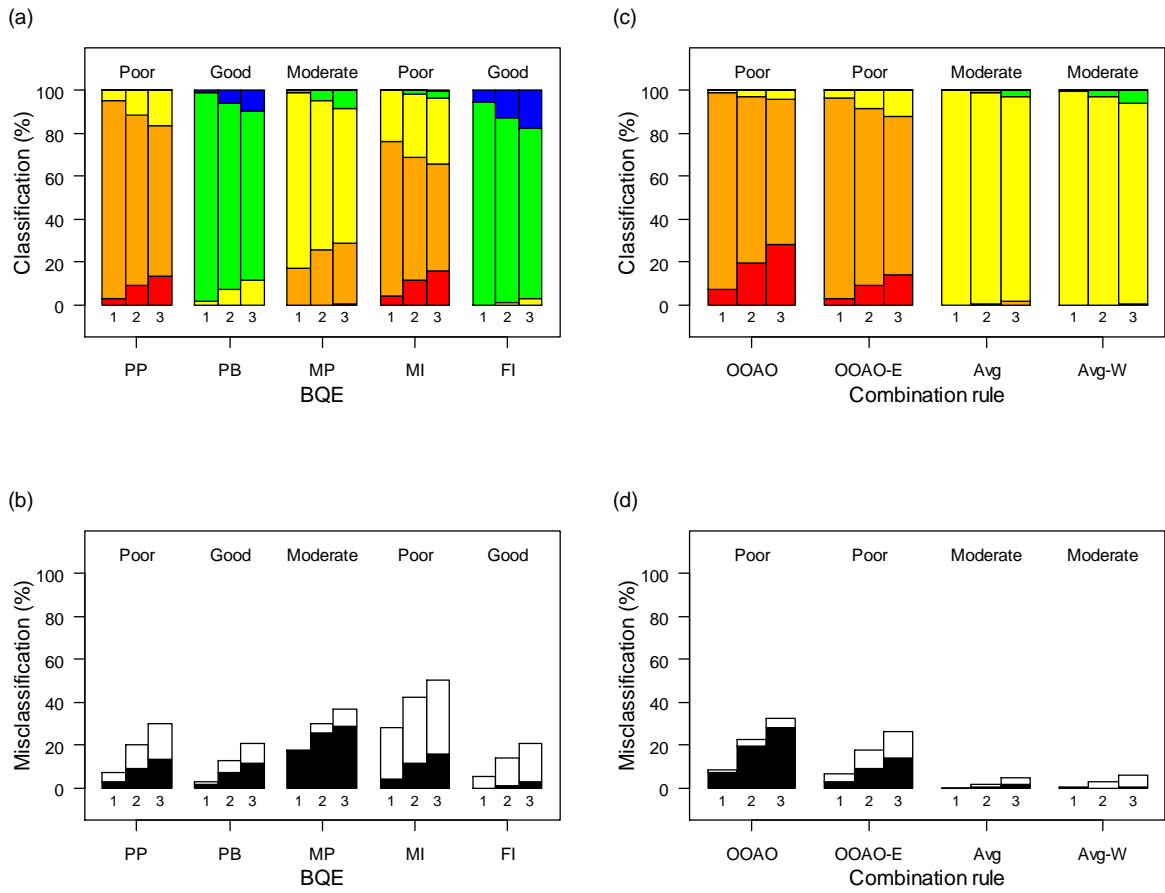 (a)
Poor Good Moderate Poor Good
100
80
60
40
20
0
Classification (%)
1 2 3 1 2 3 1 2 3 1 2 3 1 2 3
PP PB MP MI FI
BQE
(c)
Poor Poor Moderate Moderate
100
80
60
40
20
0
Classification (%)
1 2 3 1 2 3 1 2 3 1 2 3
OOAO OOAO-E Avg Avg-W
Combination rule
(b)
Poor Good Moderate Poor Good
100
80
60
40
20
0
Misclassification (%)
1 2 3 1 2 3 1 2 3 1 2 3 1 2 3
PP PB MP MI FI
BQE
(d)
Poor Poor Moderate Moderate
100
80
60
40
20
0
Misclassification (%)
1 2 3 1 2 3 1 2 3 1 2 3
OOAO OOAO-E Avg Avg-W
Combination rule